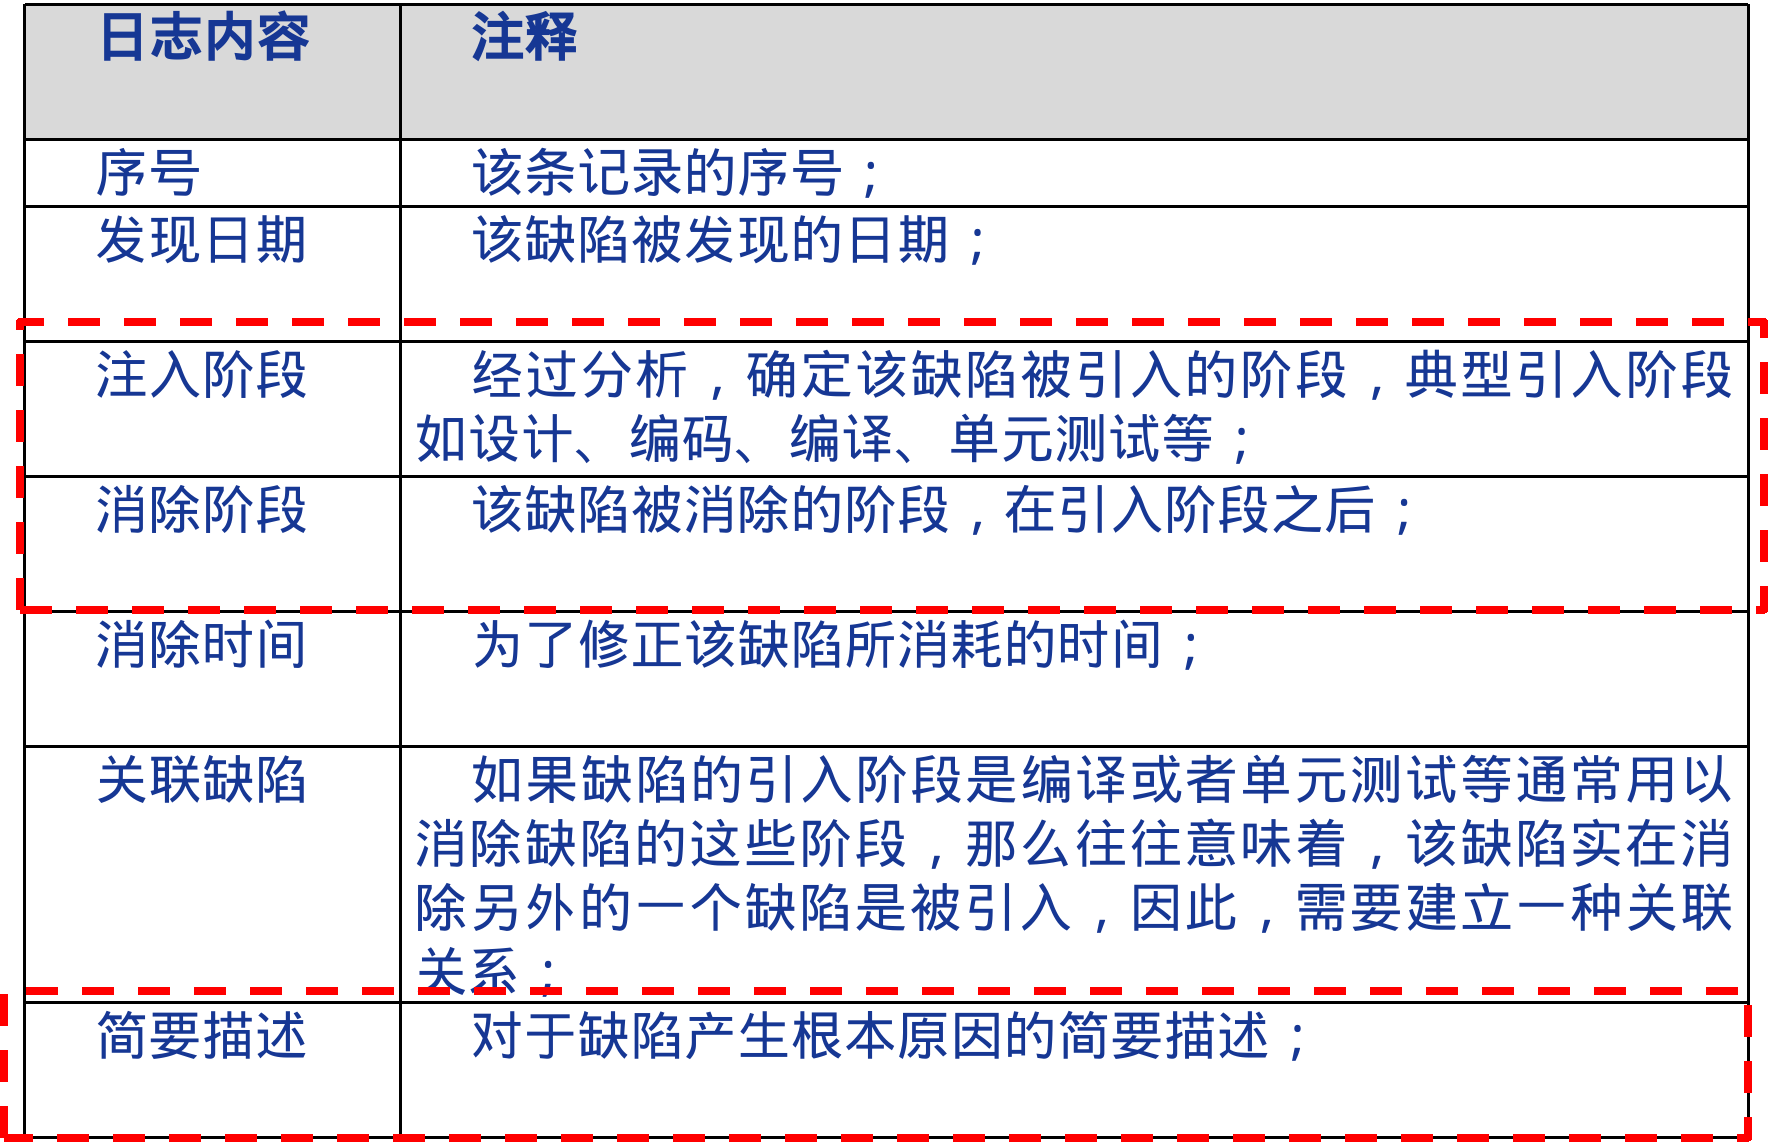 日志内容 注释
序号 该条记录的序号；
发现日期 该缺陷被发现的日期；
注入阶段 经过分析，确定该缺陷被引入的阶段，典型引入阶段
如设计、编码、编译、单元测试等；
消除阶段 该缺陷被消除的阶段，在引入阶段之后；
消除时间 为了修正该缺陷所消耗的时间；
关联缺陷 如果缺陷的引入阶段是编译或者单元测试等通常用以
消除缺陷的这些阶段，那么往往意味着，该缺陷实在消
除另外的一个缺陷是被引入，因此，需要建立一种关联
关系；
简要描述 对于缺陷产生根本原因的简要描述；